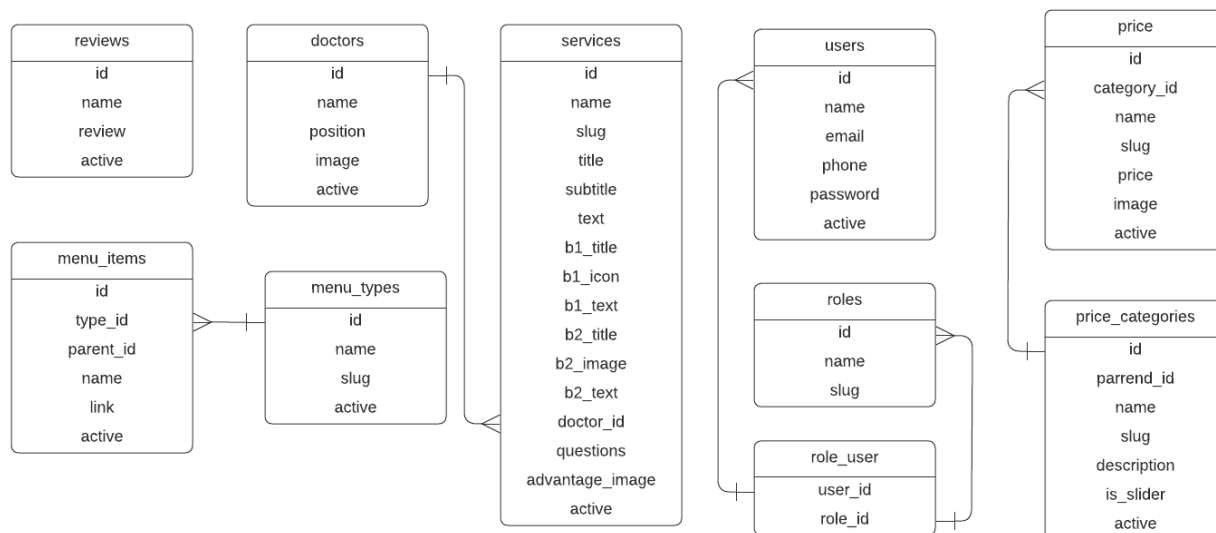 reviews
id
name
review
active
doctors
id
name
position
image
active
services
id
name
slug
title
subtitle
text
b1_title
b1_icon
b1_text
b2_title
b2_image
b2_text
doctor_id
questions
advantage_image
active
users
id
name
email
phone
password
active
price
id
category_id
name
slug
price
image
active
menu_items
id
type_id
parent_id
name
link
active
menu_types
id
name
slug
active
roles
id
name
slug
role_user
user_id
role_id
price_categories
id
parrend_id
name
slug
description
is_slider
active